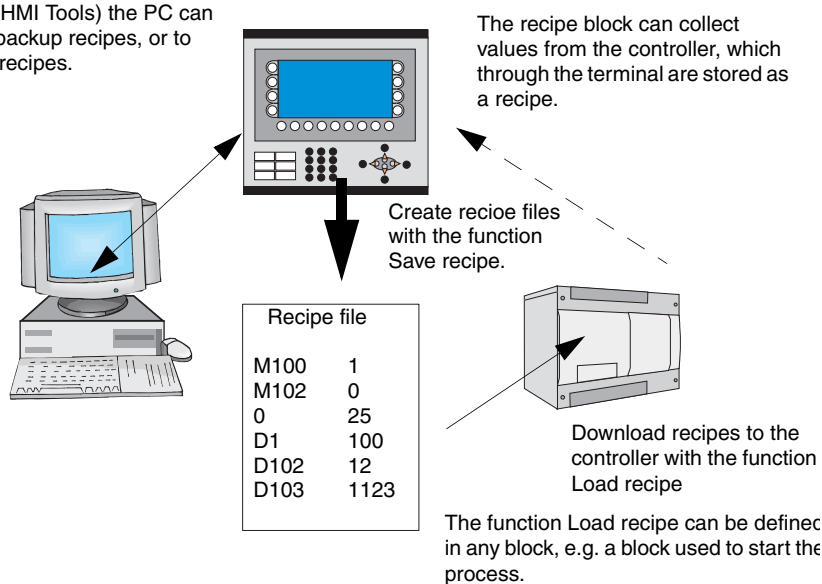 HMI Tools) the PC can
backup recipes, or to
recipes.
The recipe block can collect
values from the controller, which
through the terminal are stored as
a recipe.
Create recioe files
with the function
Save recipe.
Recipe file
M100 1
M102 0
0 25
D1 100
D102 12
D103 1123
Download recipes to the
controller with the function
Load recipe
The function Load recipe can be defined
in any block, e.g. a block used to start the
process.